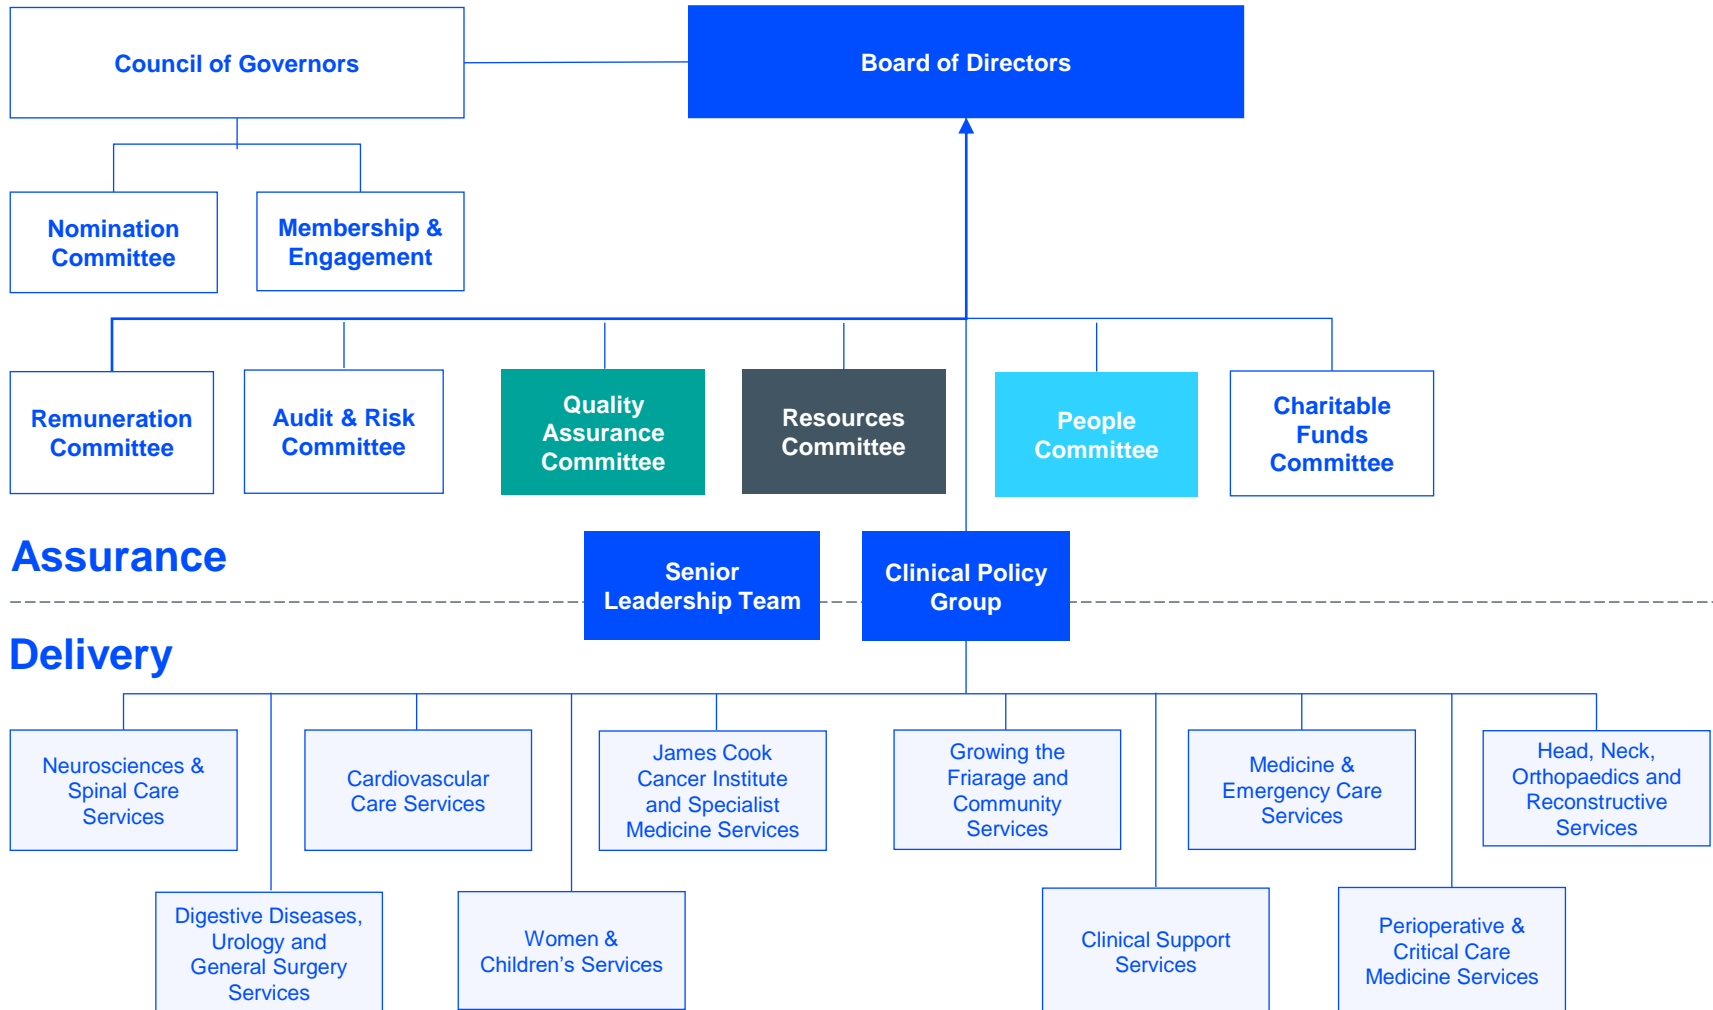 Council of Governors
Board of Directors
Nomination
Committee
Membership &
Engagement
Remuneration
Committee
Audit & Risk
Committee
Quality
Assurance
Committee
Resources
Committee
People
Committee
Charitable
Funds
Committee
Assurance
Senior
Leadership Team
Clinical Policy
Group
Delivery
Neurosciences &
Spinal Care
Services
Cardiovascular
Care Services
James Cook
Cancer Institute
and Specialist
Medicine Services
Growing the
Friarage and
Community
Services
Medicine &
Emergency Care
Services
Head, Neck,
Orthopaedics and
Reconstructive
Services
Digestive Diseases,
Urology and
General Surgery
Services
Women &
Children’s Services
Clinical Support
Services
Perioperative &
Critical Care
Medicine Services